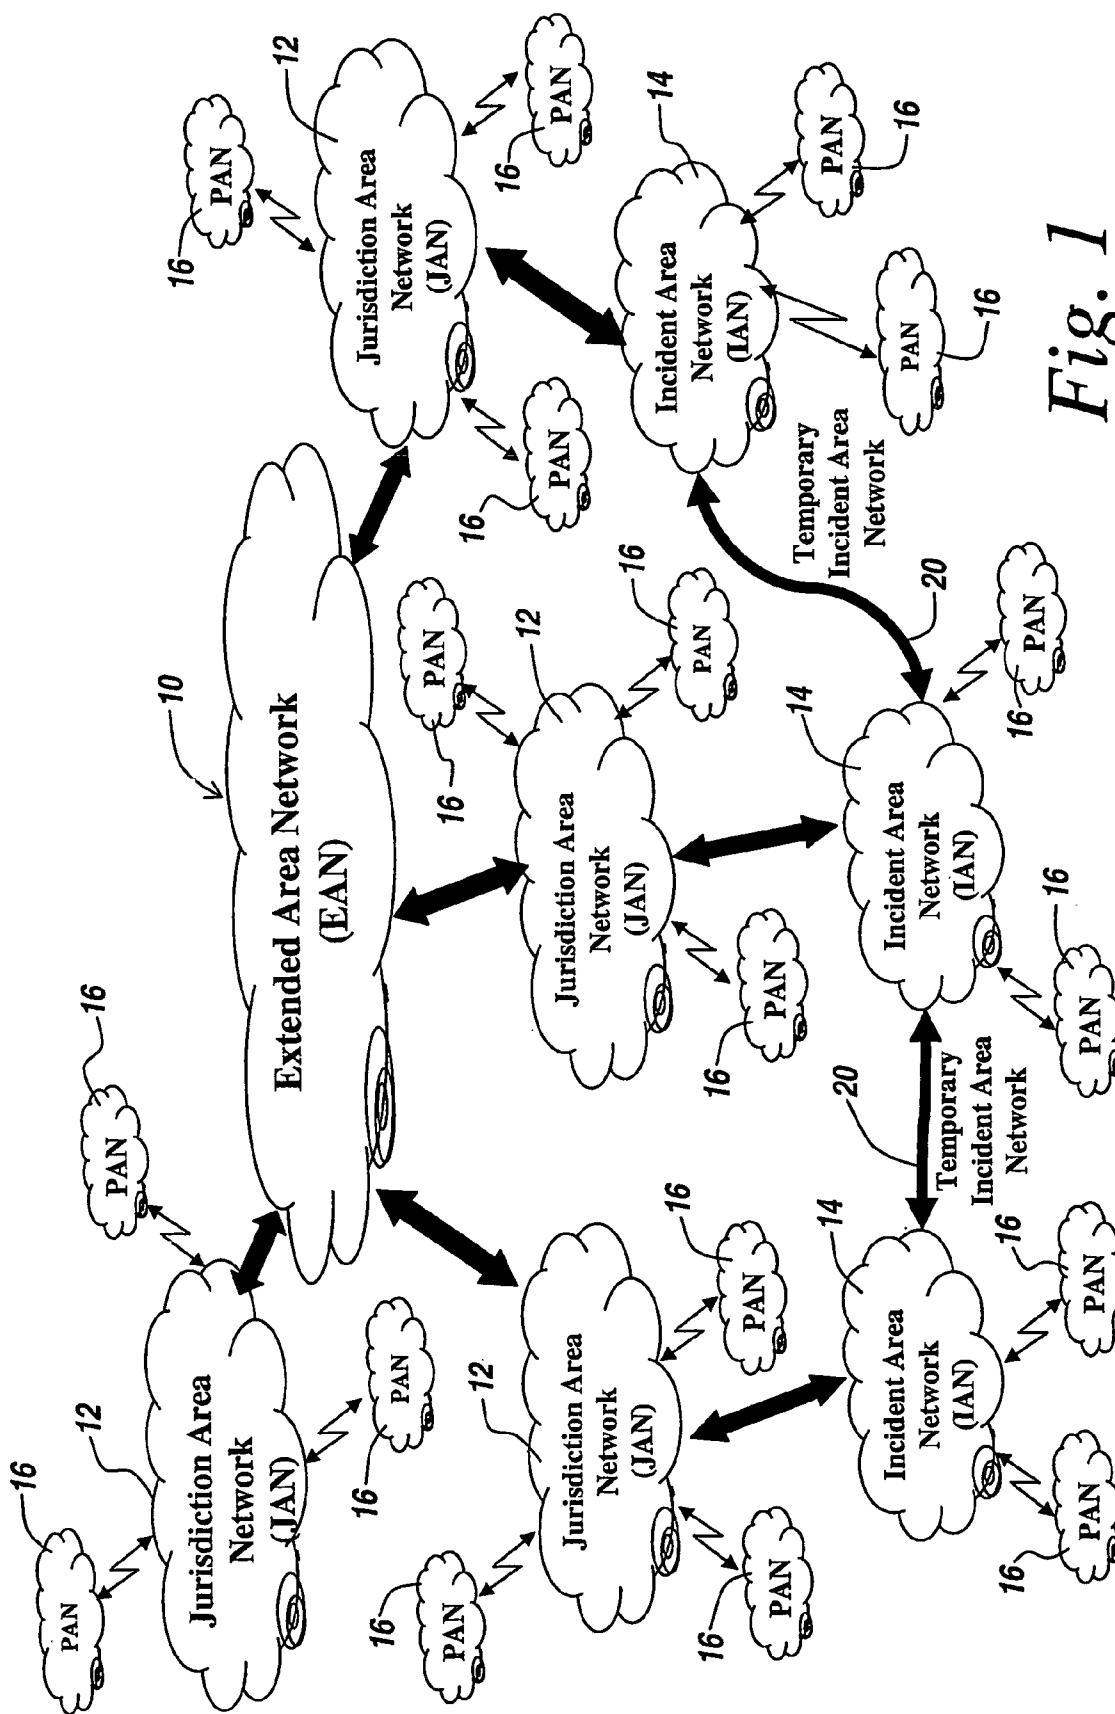 16
PAN
12
Jurisdiction Area
Network
(JAN)
16
PAN
16
PAN
10
Extended Area Network
(EAN)
16
PAN
12
Jurisdiction Area
Network
(JAN)
16
PAN
16
PAN
16
PAN
12
Jurisdiction Area
Network
(JAN)
16
PAN
16
PAN
16
PAN
12
Jurisdiction Area
Network
(JAN)
16
PAN
16
PAN
14
Incident Area
Network
(IAN)
16
PAN
16
PAN
20
Temporary
Incident Area
Network
14
Incident Area
Network
(IAN)
16
PAN
16
PAN
20
Temporary
Incident Area
Network
14
Incident Area
Network
(IAN)
16
PAN
16
PAN
Fig. 1